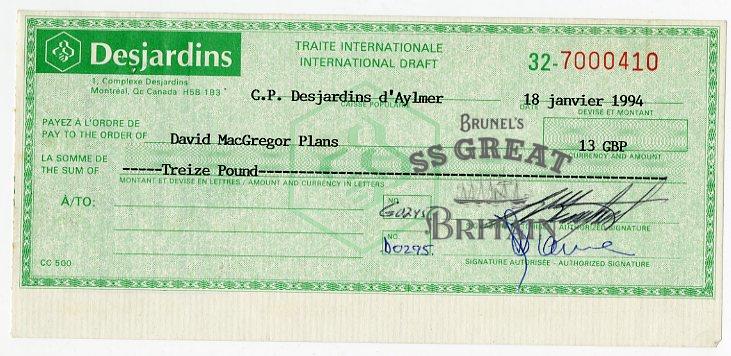 Desjardins
1, Complexe Desjardins
Montréal, Qc Canada H5B 1B3
TRAITE INTERNATIONALE
INTERNATIONAL DRAFT
32-7000410
C.P. Desjardins d'Aylmer
CAISSE POPULAIRE
18 janvier 1994
DATE
DEVISE ET MONTANT
PAYEZ À L'ORDRE DE
PAY TO THE ORDER OF
David MacGregor Plans
13 GBP
CURRENCY AND AMOUNT
LA SOMME DE
THE SUM OF
-----Treize Pound-----
MONTANT ET DEVISE EN LETTRES / AMOUNT AND CURRENCY IN LETTERS
BRUNEL'S
SS GREAT
BRITAIN
À/TO:
NO.
G0245
NO.
D0295.
SIGNATURE AUTORISÉE - AUTHORIZED SIGNATURE
CC 500